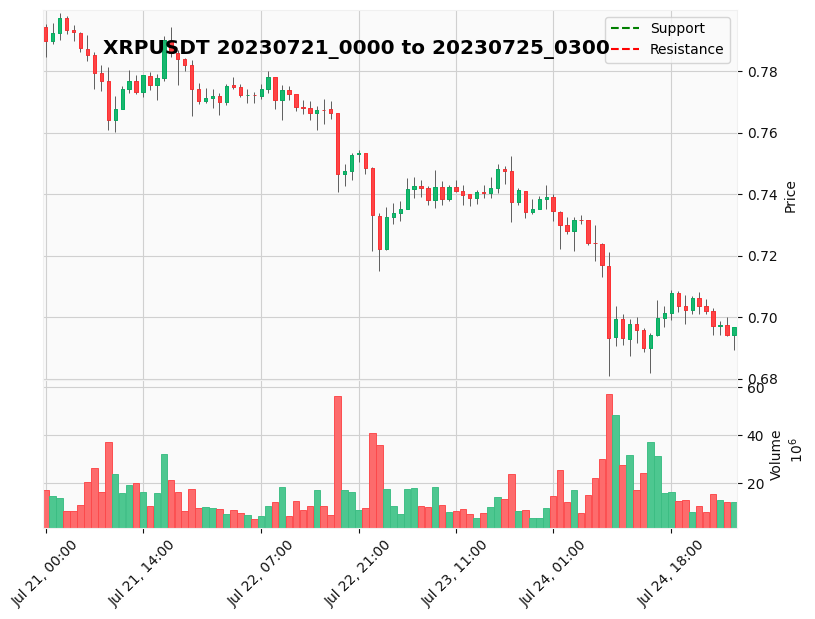 XRPUSDT 20230721_0000 to 20230725_0300
Support
Resistance
0.78
0.76
0.74
0.72
0.70
0.68
Price
60
40
20
Volume
10^6
Jul 21, 00:00
Jul 21, 14:00
Jul 22, 07:00
Jul 22, 21:00
Jul 23, 11:00
Jul 24, 01:00
Jul 24, 18:00